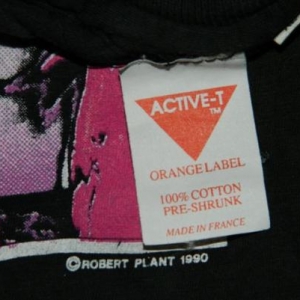 ACTIVE-T
TM
ORANGE LABEL
100% COTTON
PRE-SHRUNK
MADE IN FRANCE
©ROBERT PLANT 1990